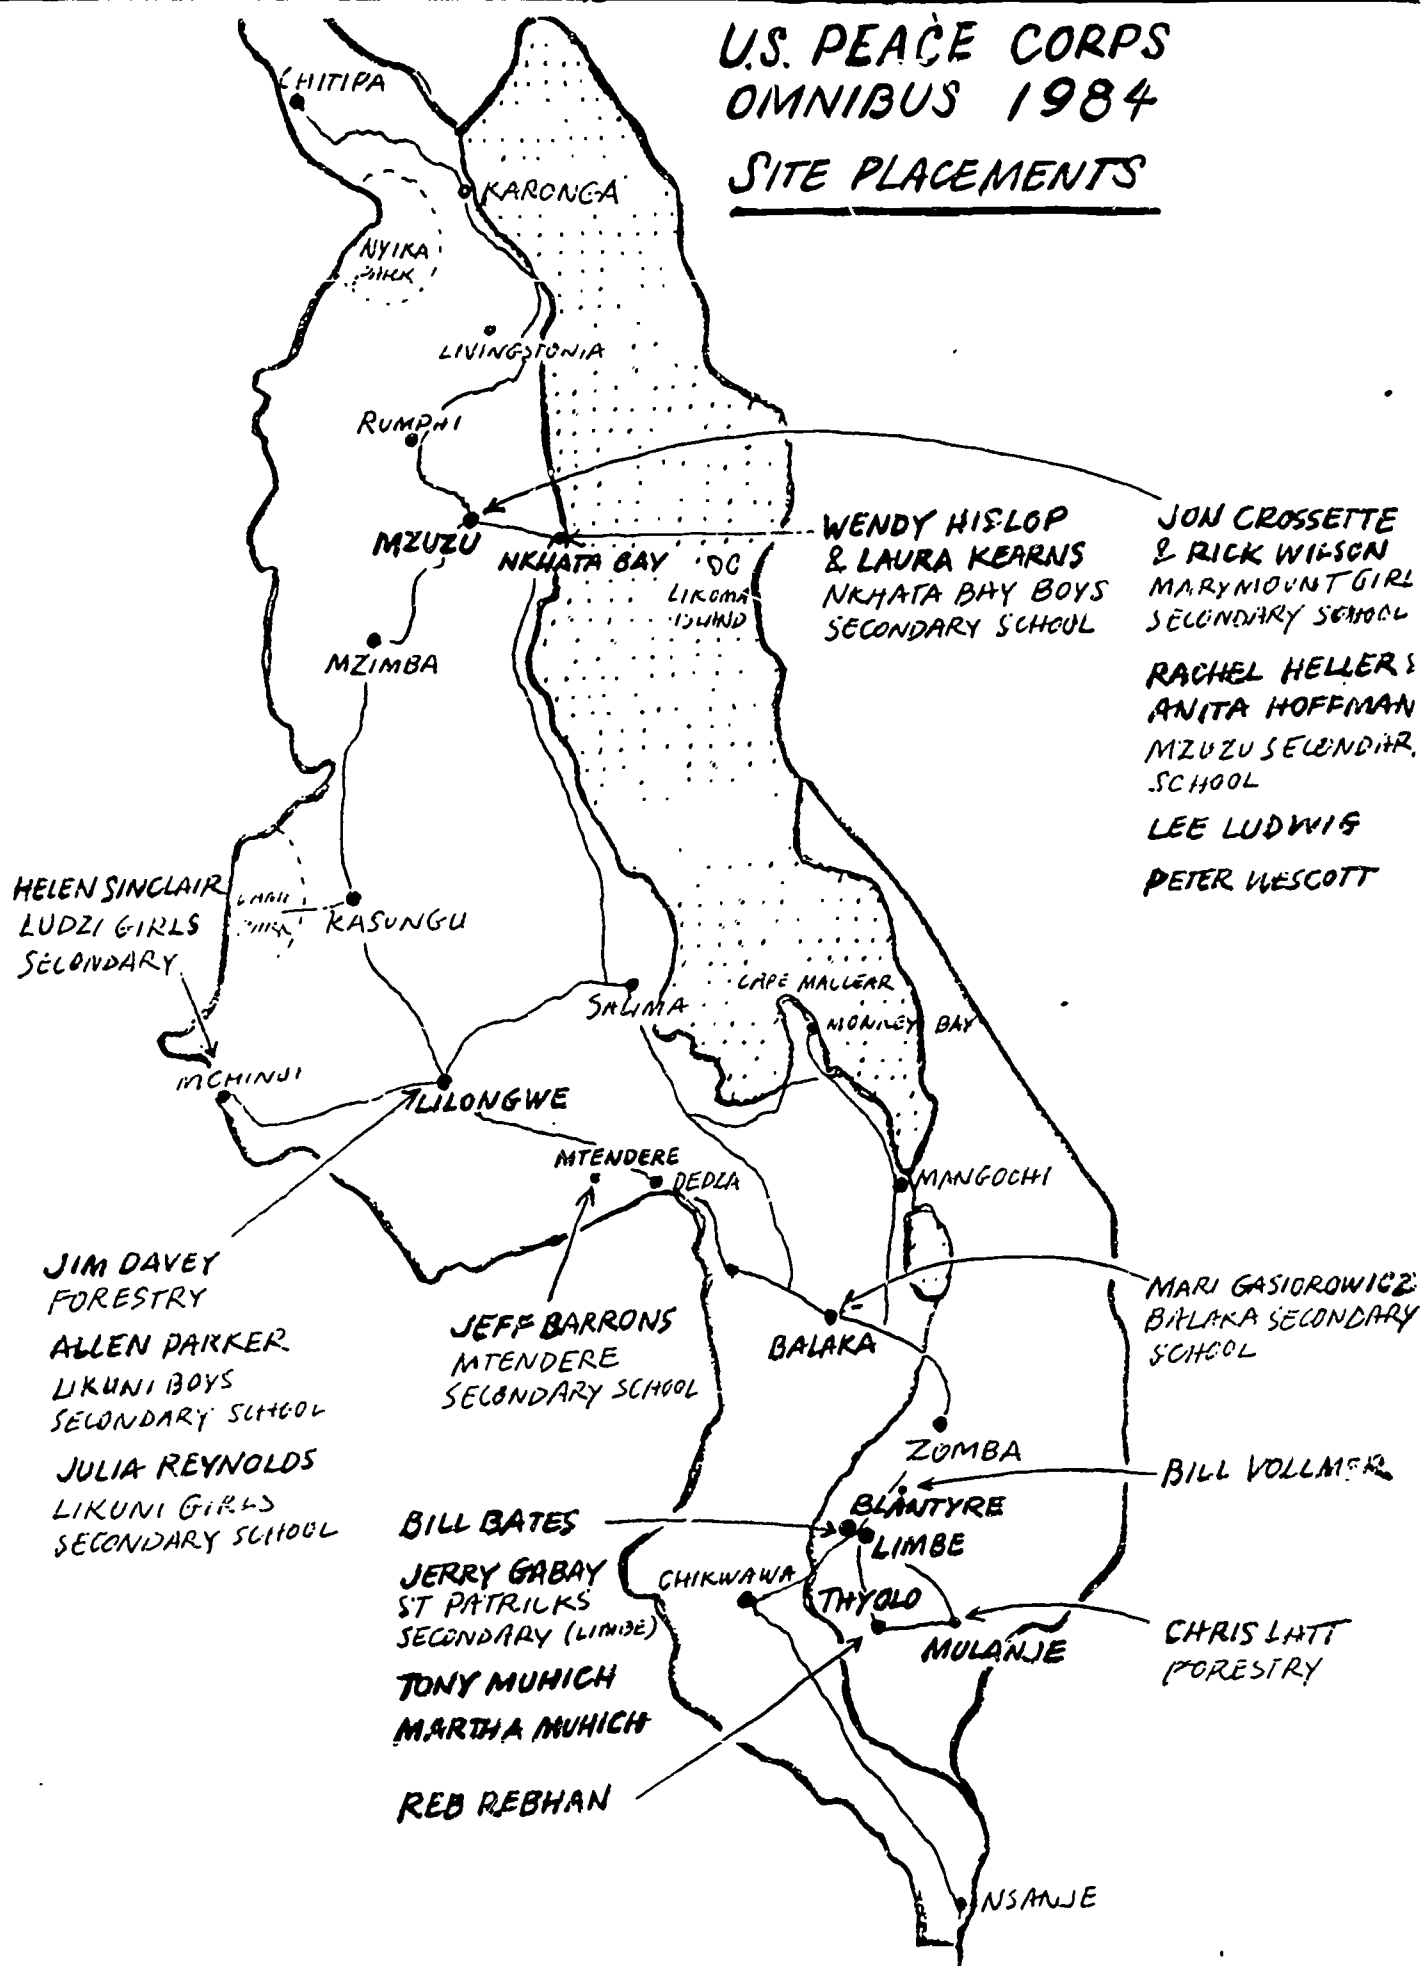 U.S. PEACE CORPS
OMNIBUS 1984
SITE PLACEMENTS
CHITIPA
KARONGA
NYIKA
PARK
LIVINGSTONIA
RUMPHI
MZUZU
NKHATA BAY
LIKOMA
ISLAND
WENDY HISLOP
& LAURA KEARNS
NKHATA BAY BOYS
SECONDARY SCHOOL
JON CROSSETTE
& RICK WILSON
MARYMOUNT GIRL
SECONDARY SCHOOL
RACHEL HELLER &
ANITA HOFFMAN
MZUZU SECONDAR
SCHOOL
LEE LUDWIG
PETER WESCOTT
MZIMBA
HELEN SINCLAIR
LUDZI GIRLS
SECONDARY
KASUNGU
SALIMA
CAPE MACLEAR
MONKEY BAY
MCHINJI
LILONGWE
MTENDERE
DEDZA
MANGOCHI
JIM DAVEY
FORESTRY
ALLEN PARKER
LIKUNI BOYS
SECONDARY SCHOOL
JULIA REYNOLDS
LIKUNI GIRLS
SECONDARY SCHOOL
JEFF BARRONS
MTENDERE
SECONDARY SCHOOL
BALAKA
MARI GASIOROWICZ
BALAKA SECONDARY
SCHOOL
ZOMBA
BILL VOLLMER
BLANTYRE
LIMBE
BILL BATES
JERRY GABAY
ST PATRICKS
SECONDARY (LIMBE)
TONY MUHICH
MARTHA MUHICH
REB REBHAN
CHIKWAWA
THYOLO
MULANJE
CHRIS LATT
FORESTRY
NSANJE